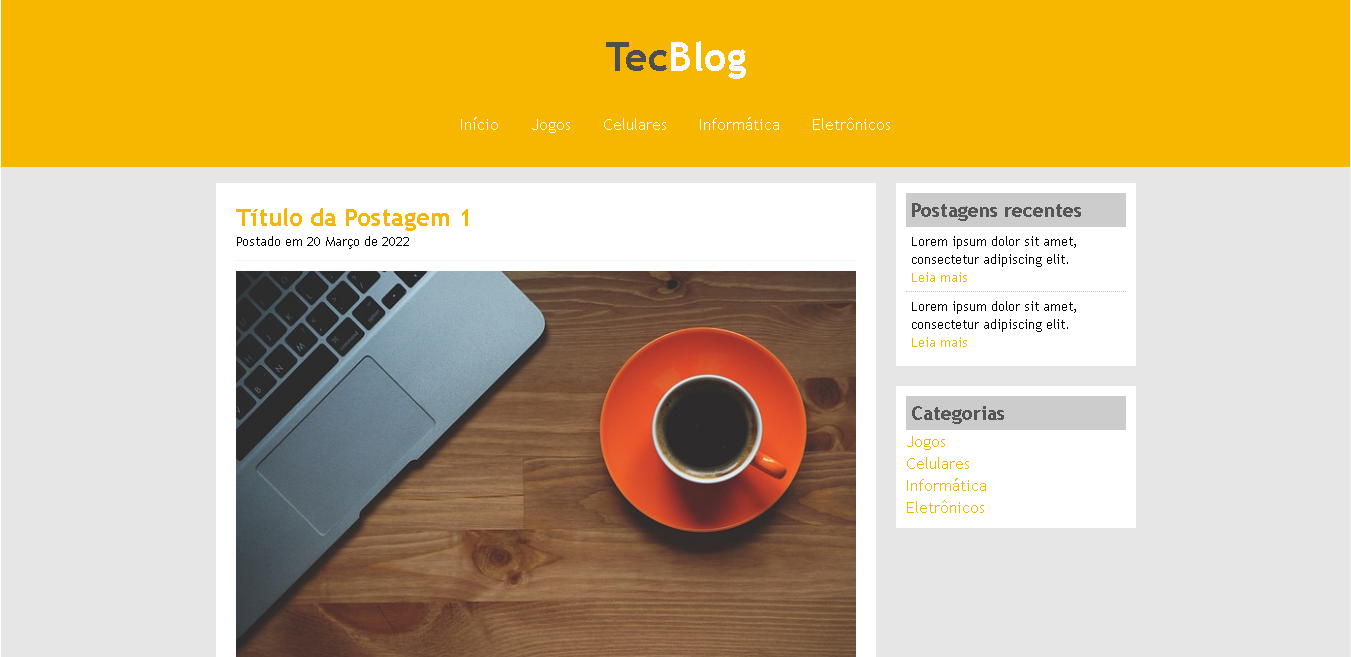 TecBlog
Início Jogos Celulares Informática Eletrônicos
Título da Postagem 1
Postado em 20 Março de 2022
Postagens recentes
Lorem ipsum dolor sit amet,
consectetur adipiscing elit.
Leia mais
Lorem ipsum dolor sit amet,
consectetur adipiscing elit.
Leia mais
Categorias
Jogos
Celulares
Informática
Eletrônicos